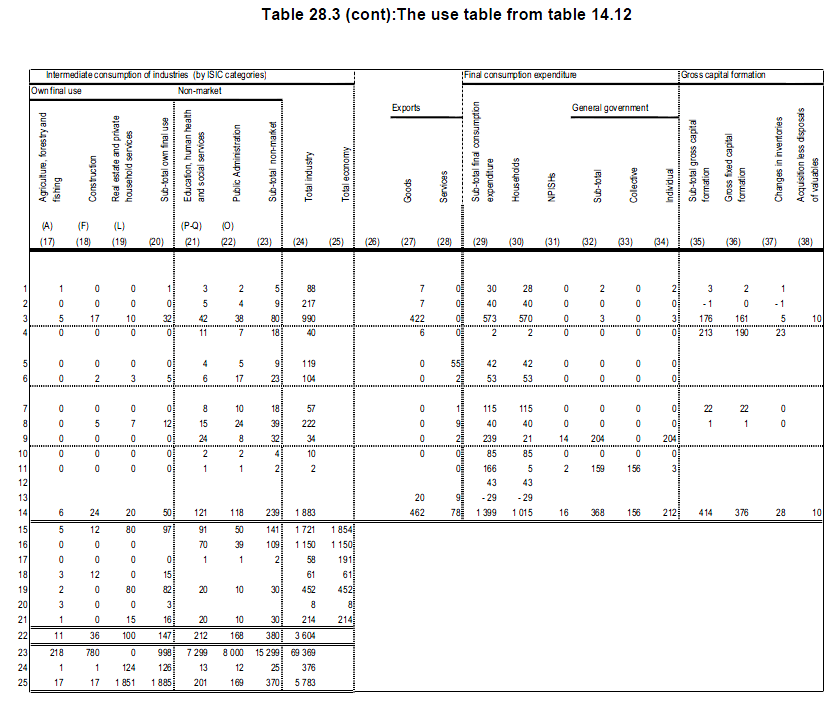 Table 28.3 (cont):The use table from table 14.12
Intermediate consumption of industries (by ISIC categories) Final consumption expenditure Gross capital formation
Own final use Non-market
Exports General government
Agriculture, forestry and fishing
Construction
Real estate and private household services
Sub-total own final use
Education, human health and social services
Public Administration
Sub-total non-market
Total industry
Total economy
Goods
Services
Sub-total final consumption expenditure
Households
NPISHs
Sub-total
Collective
Individual
Sub-total gross capital formation
Gross fixed capital formation
Changes in inventories
Acquisition less disposals of valuables
(A) (F) (L) (P-Q) (O)
(17) (18) (19) (20) (21) (22) (23) (24) (25) (26) (27) (28) (29) (30) (31) (32) (33) (34) (35) (36) (37) (38)
1 1 0 0 1 3 2 5 88 7 0 30 28 0 2 0 2 3 2 1
2 0 0 0 0 5 4 9 217 7 0 40 40 0 0 0 0 - 1 0 - 1
3 5 17 10 32 42 38 80 990 422 0 573 570 0 3 0 3 176 161 5 10
4 0 0 0 0 11 7 18 40 6 0 2 2 0 0 0 0 213 190 23
5 0 0 0 0 4 5 9 119 0 55 42 42 0 0 0 0
6 0 2 3 5 6 17 23 104 0 2 53 53 0 0 0 0
7 0 0 0 0 8 10 18 57 0 1 115 115 0 0 0 0 22 22 0
8 0 5 7 12 15 24 39 222 0 9 40 40 0 0 0 0 1 1 0
9 0 0 0 0 24 8 32 34 0 2 239 21 14 204 0 204
10 0 0 0 0 2 2 4 10 0 0 85 85 0 0 0 0
11 0 0 0 0 1 1 2 2 0 166 5 2 159 156 3
12 43 43
13 20 9 - 29 - 29
14 6 24 20 50 121 118 239 1 883 462 78 1 399 1 015 16 368 156 212 414 376 28 10
15 5 12 80 97 91 50 141 1 721 1 854
16 0 0 0 70 39 109 1 150 1 150
17 0 0 0 0 1 1 2 58 191
18 3 12 0 15 61 61
19 2 0 80 82 20 10 30 452 452
20 3 0 0 3 8 8
21 1 0 15 16 20 10 30 214 214
22 11 36 100 147 212 168 380 3 604
23 218 780 0 998 7 299 8 000 15 299 69 369
24 1 1 124 126 13 12 25 376
25 17 17 1 851 1 885 201 169 370 5 783